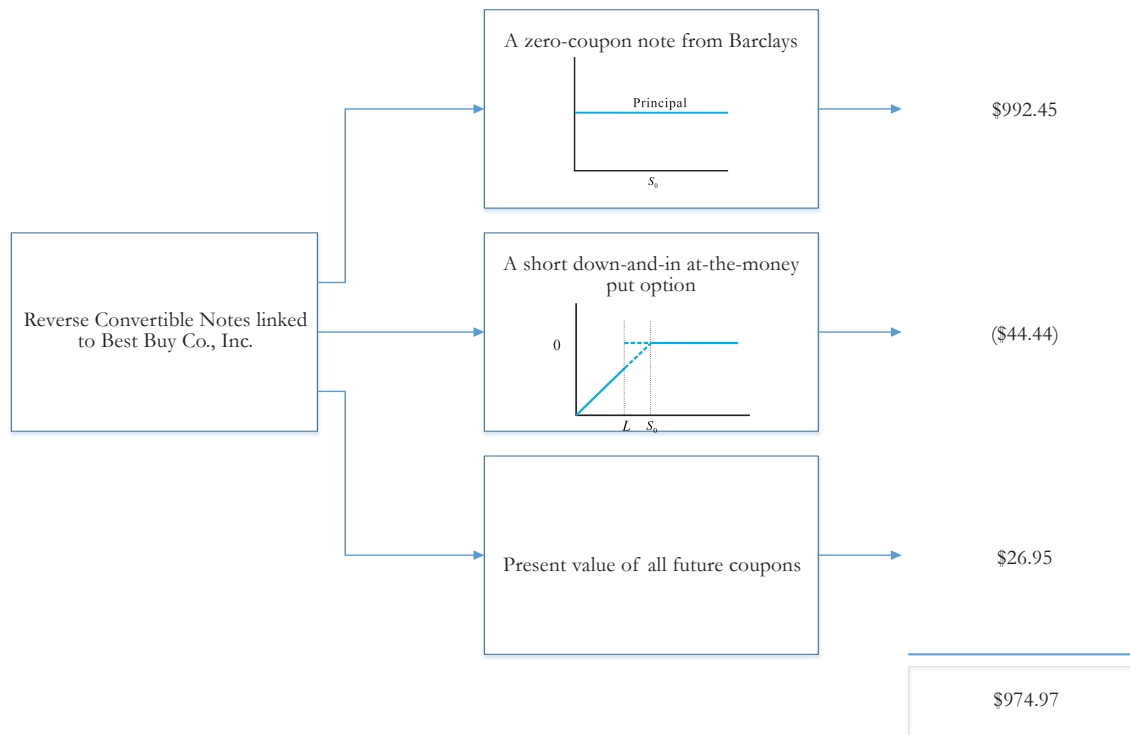 A zero-coupon note from Barclays
Principal
S₀
$992.45
Reverse Convertible Notes linked
to Best Buy Co., Inc.
A short down-and-in at-the-money
put option
0
L S₀
($44.44)
Present value of all future coupons
$26.95
$974.97